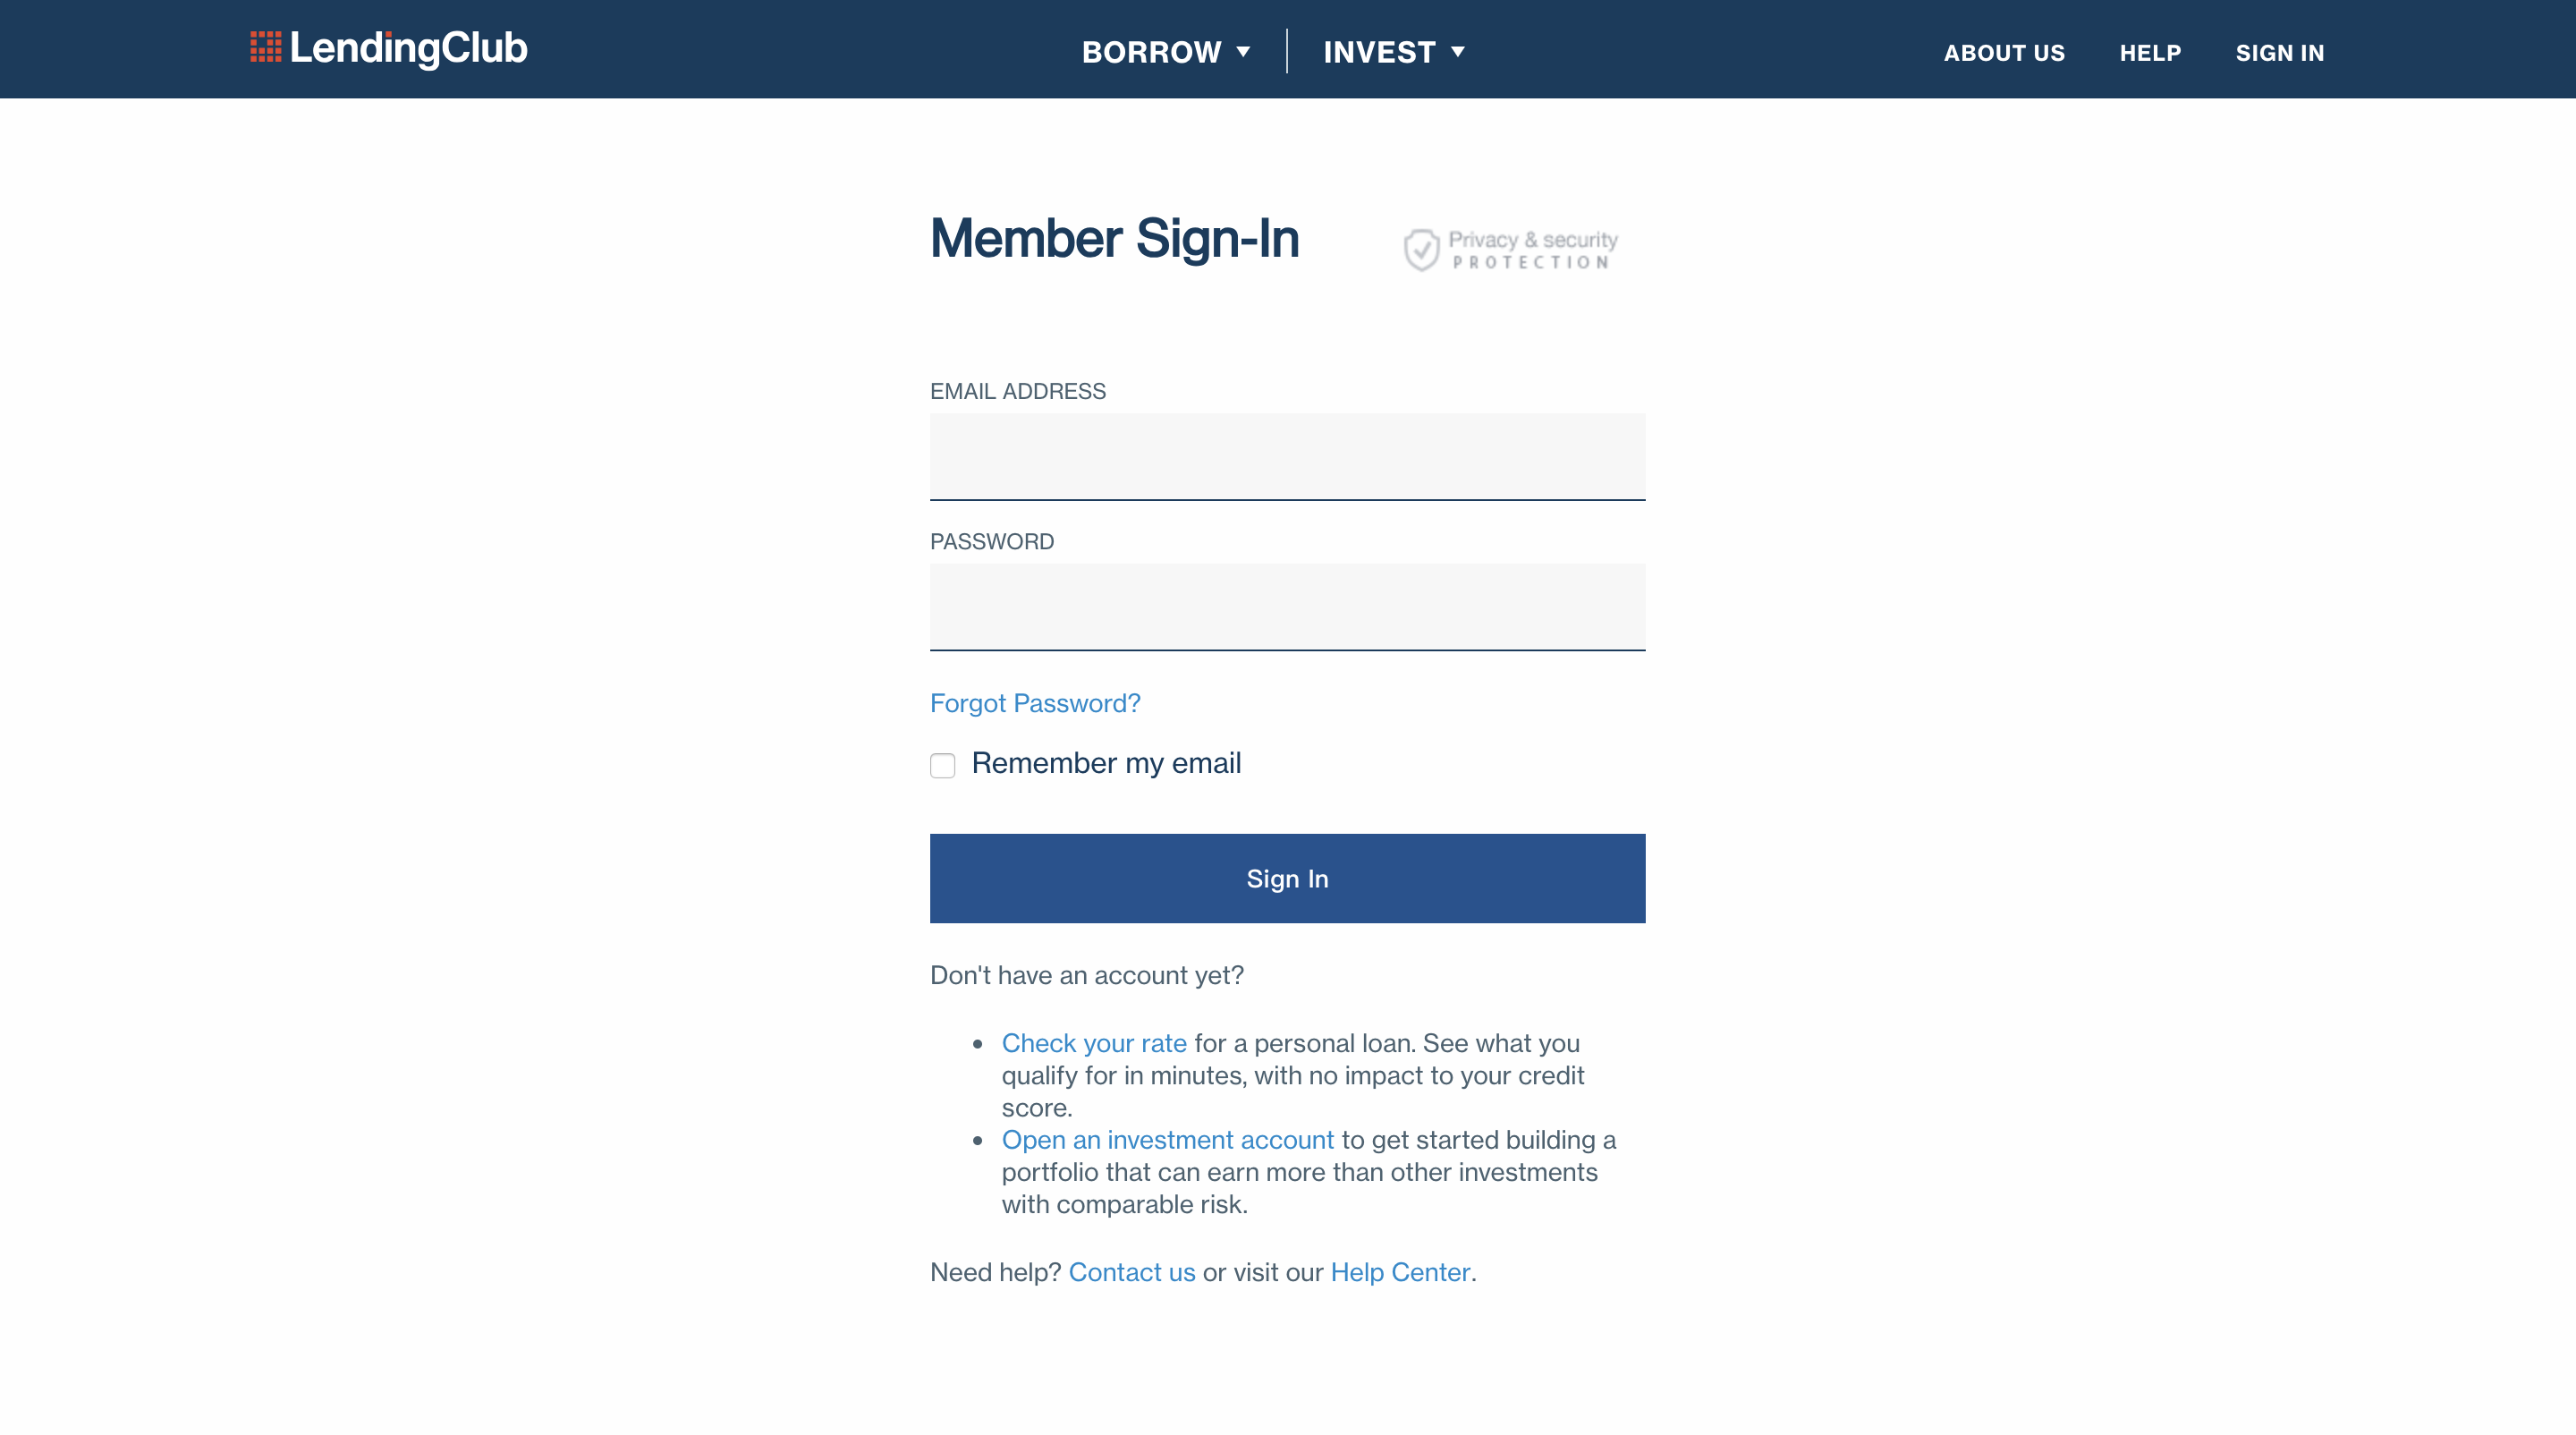 LendingClub
BORROW
INVEST
ABOUT US
HELP
SIGN IN
Member Sign-In
Privacy & security
PROTECTION
EMAIL ADDRESS
PASSWORD
Forgot Password?
Remember my email
Sign In
Don't have an account yet?
Check your rate for a personal loan. See what you
qualify for in minutes, with no impact to your credit
score.
Open an investment account to get started building a
portfolio that can earn more than other investments
with comparable risk.
Need help? Contact us or visit our Help Center.